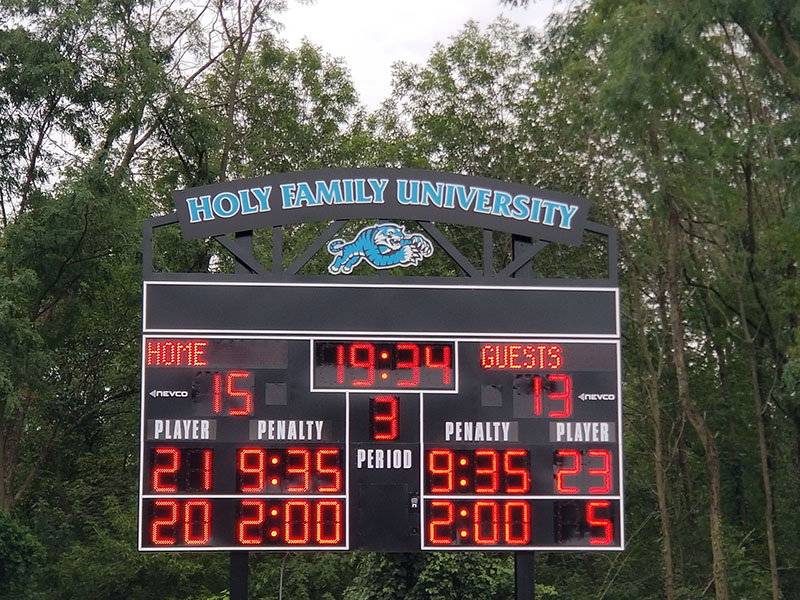 HOLY FAMILY UNIVERSITY
HOME 19:34 GUESTS
15 13
NEVCO 3 NEVCO
PLAYER PENALTY PERIOD PENALTY PLAYER
21 9:35 9:35 23
20 2:00 2:00 5